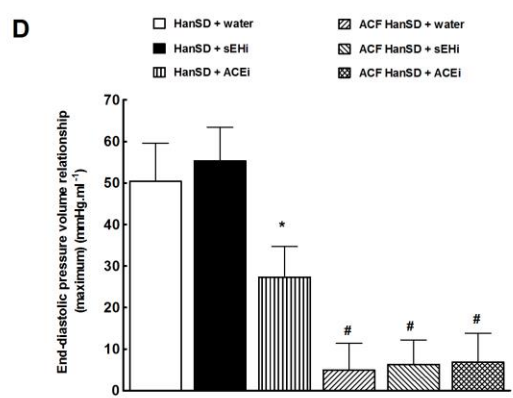 D
HanSD + water
HanSD + sEHi
HanSD + ACEi
ACF HanSD + water
ACF HanSD + sEHi
ACF HanSD + ACEi
End-diastolic pressure volume relationship
(maximum) (mmHg.ml⁻¹)
70
60
50
40
30
20
10
0
*
#
#
#